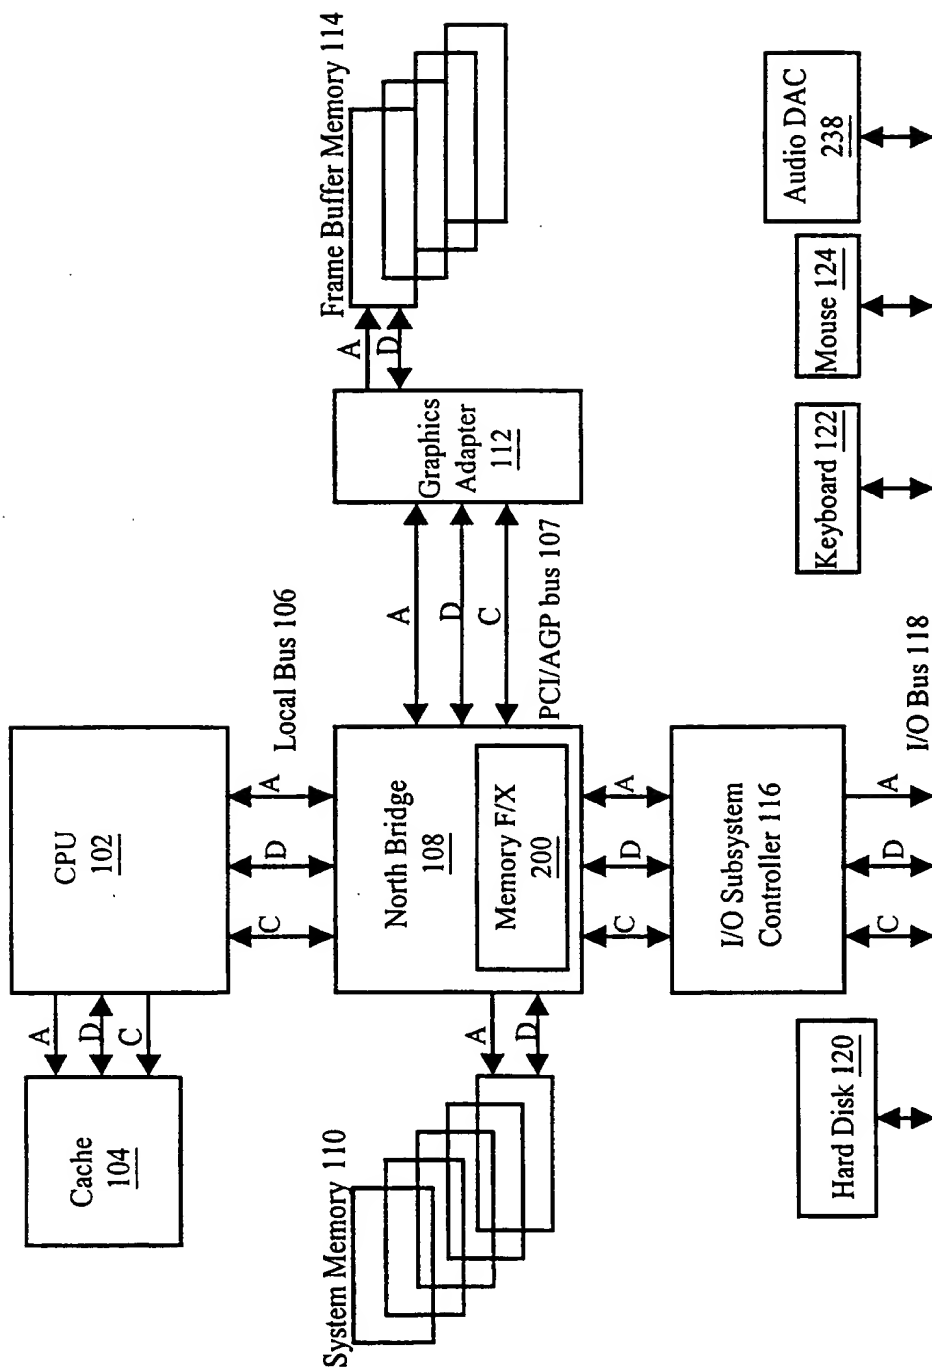 Frame Buffer Memory 114
A
D
Graphics
Adapter
112
Audio DAC
238
Mouse 124
Keyboard 122
Local Bus 106
A
D
C
PCI/AGP bus 107
I/O Bus 118
CPU
102
A
D
C
North Bridge
108
Memory F/X
200
A
D
C
I/O Subsystem
Controller 116
A
D
C
A
D
C
Cache
104
A
D
System Memory 110
Hard Disk 120